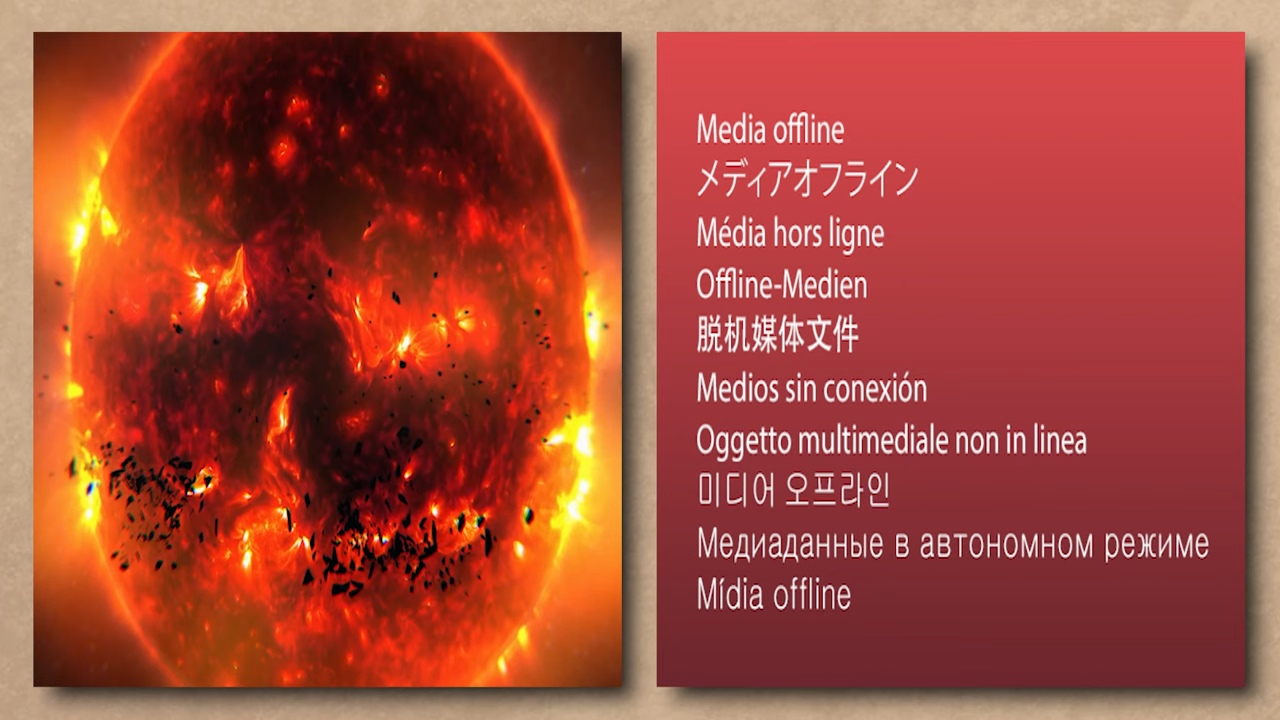 Media offline
メディアオフライン
Média hors ligne
Offline-Medien
脱机媒体文件
Medios sin conexión
Oggetto multimediale non in linea
미디어 오프라인
Медиаданные в автономном режиме
Mídia offline